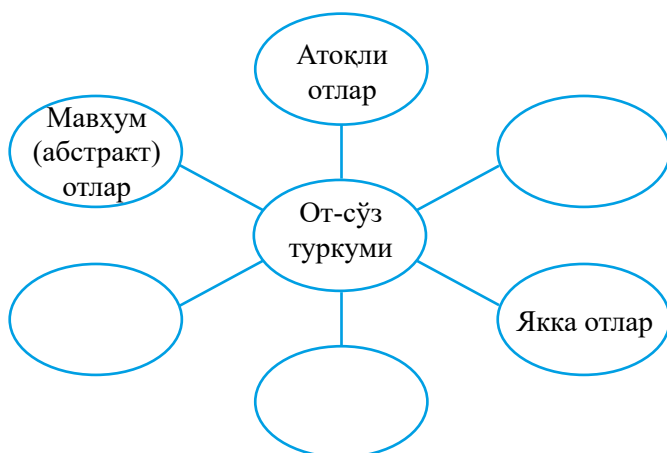 Атоқли
отлар
Мавҳум
(абстракт)
отлар
От-сўз
туркуми
Якка отлар